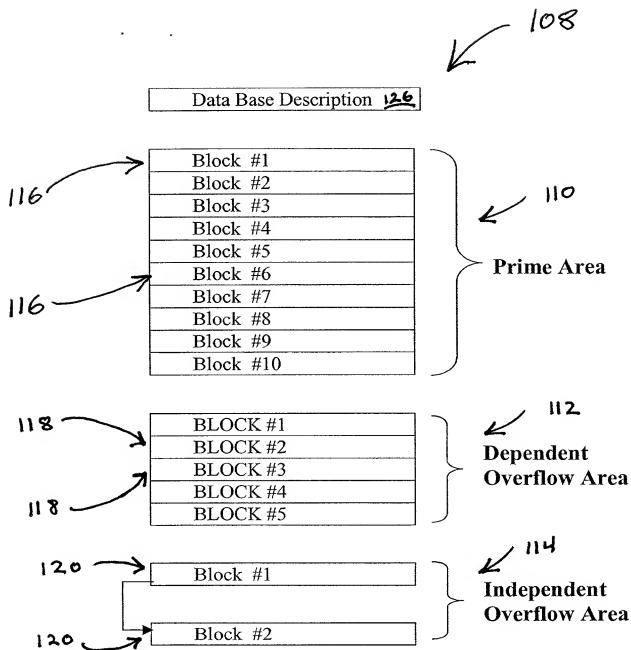 108
Data Base Description 126
116
Block #1
Block #2
Block #3
Block #4
Block #5
116
Block #6
Block #7
Block #8
Block #9
Block #10
110
Prime Area
118
BLOCK #1
BLOCK #2
118
BLOCK #3
BLOCK #4
BLOCK #5
112
Dependent
Overflow Area
120
Block #1
120
Block #2
114
Independent
Overflow Area